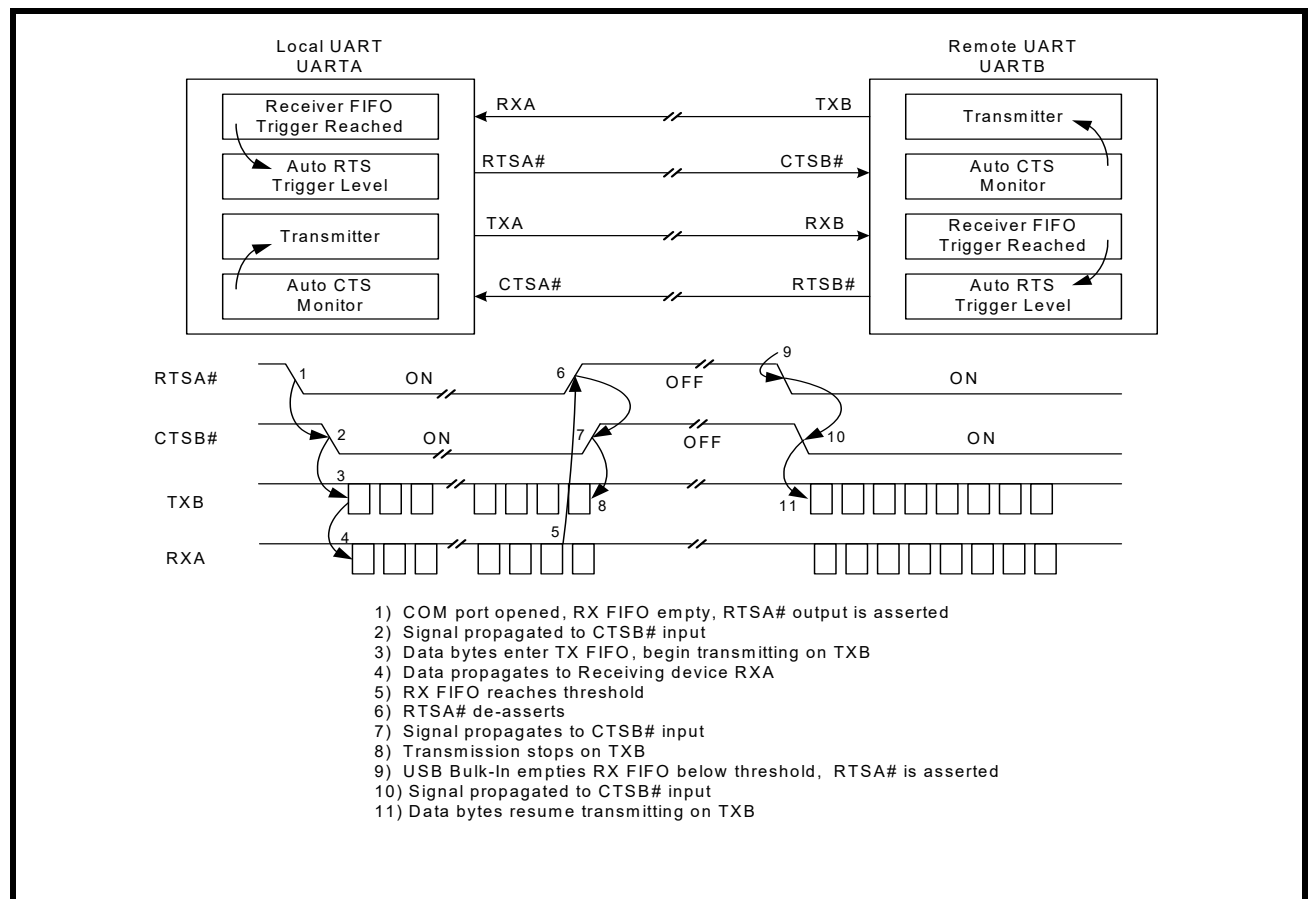 Local UART
UARTA
Remote UART
UARTB
Receiver FIFO
Trigger Reached
Auto RTS
Trigger Level
Transmitter
Auto CTS
Monitor
RXA
TXB
RTSA#
CTSB#
TXA
RXB
CTSA#
RTSB#
Transmitter
Auto CTS
Monitor
Receiver FIFO
Trigger Reached
Auto RTS
Trigger Level
RTSA#
1
ON
6
OFF
9
ON
CTSB#
2
ON
7
OFF
10
ON
TXB
3
8
11
RXA
4
5
1) COM port opened, RX FIFO empty, RTSA# output is asserted
2) Signal propagated to CTSB# input
3) Data bytes enter TX FIFO, begin transmitting on TXB
4) Data propagates to Receiving device RXA
5) RX FIFO reaches threshold
6) RTSA# de-asserts
7) Signal propagates to CTSB# input
8) Transmission stops on TXB
9) USB Bulk-In empties RX FIFO below threshold, RTSA# is asserted
10) Signal propagated to CTSB# input
11) Data bytes resume transmitting on TXB